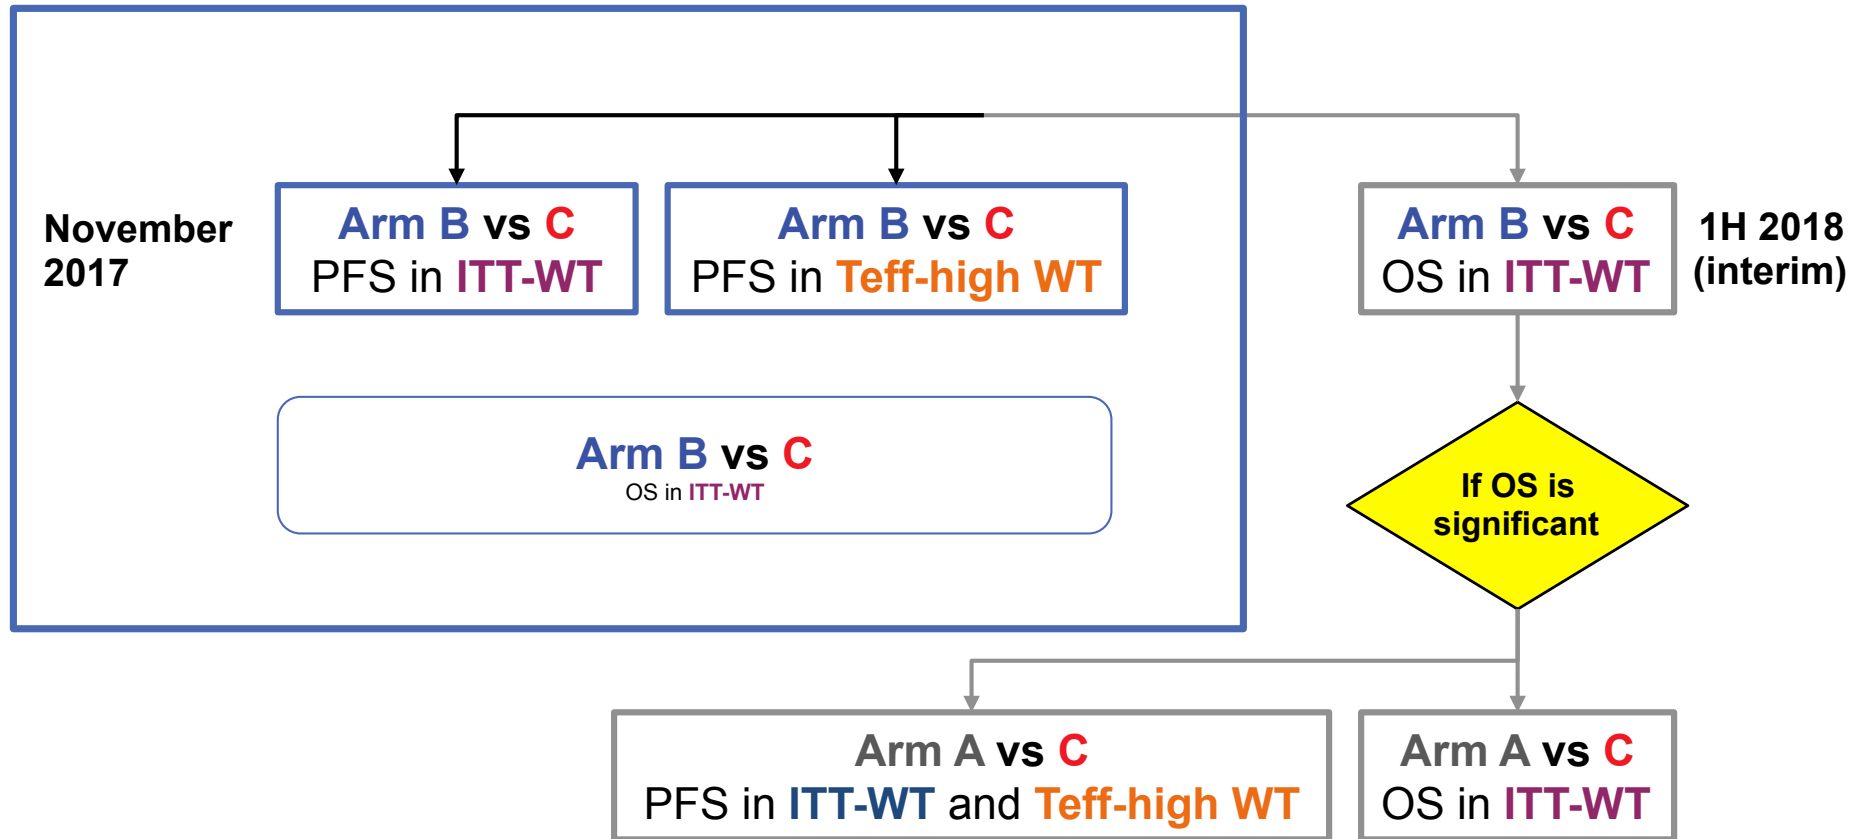 November
2017
Arm B vs C
PFS in ITT-WT
Arm B vs C
PFS in Teff-high WT
Arm B vs C
OS in ITT-WT
1H 2018
(interim)
Arm B vs C
OS in ITT-WT
If OS is
significant
Arm A vs C
PFS in ITT-WT and Teff-high WT
Arm A vs C
OS in ITT-WT